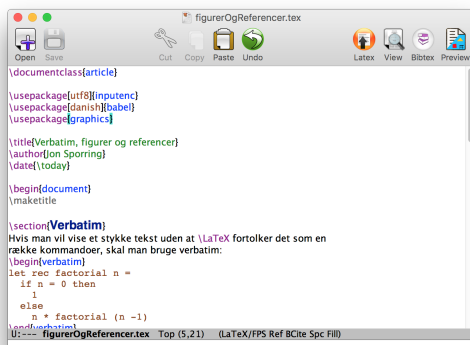 figurerOgReferencer.tex
Open Save Cut Copy Paste Undo Latex View Bibtex Preview
\documentclass{article}
\usepackage[utf8]{inputenc}
\usepackage[danish]{babel}
\usepackage{graphics}
\title{Verbatim, figurer og referencer}
\author{Jon Sporring}
\date{\today}
\begin{document}
\maketitle
\section{Verbatim}
Hvis man vil vise et stykke tekst uden at \LaTeX fortolker det som en
række kommandoer, skal man bruge verbatim:
\begin{verbatim}
let rec factorial n =
if n = 0 then
1
else
n * factorial (n -1)
\end{verbatim}
U:--- figurerOgReferencer.tex Top (5,21) (LaTeX/FPS Ref BCite Spc Fill)